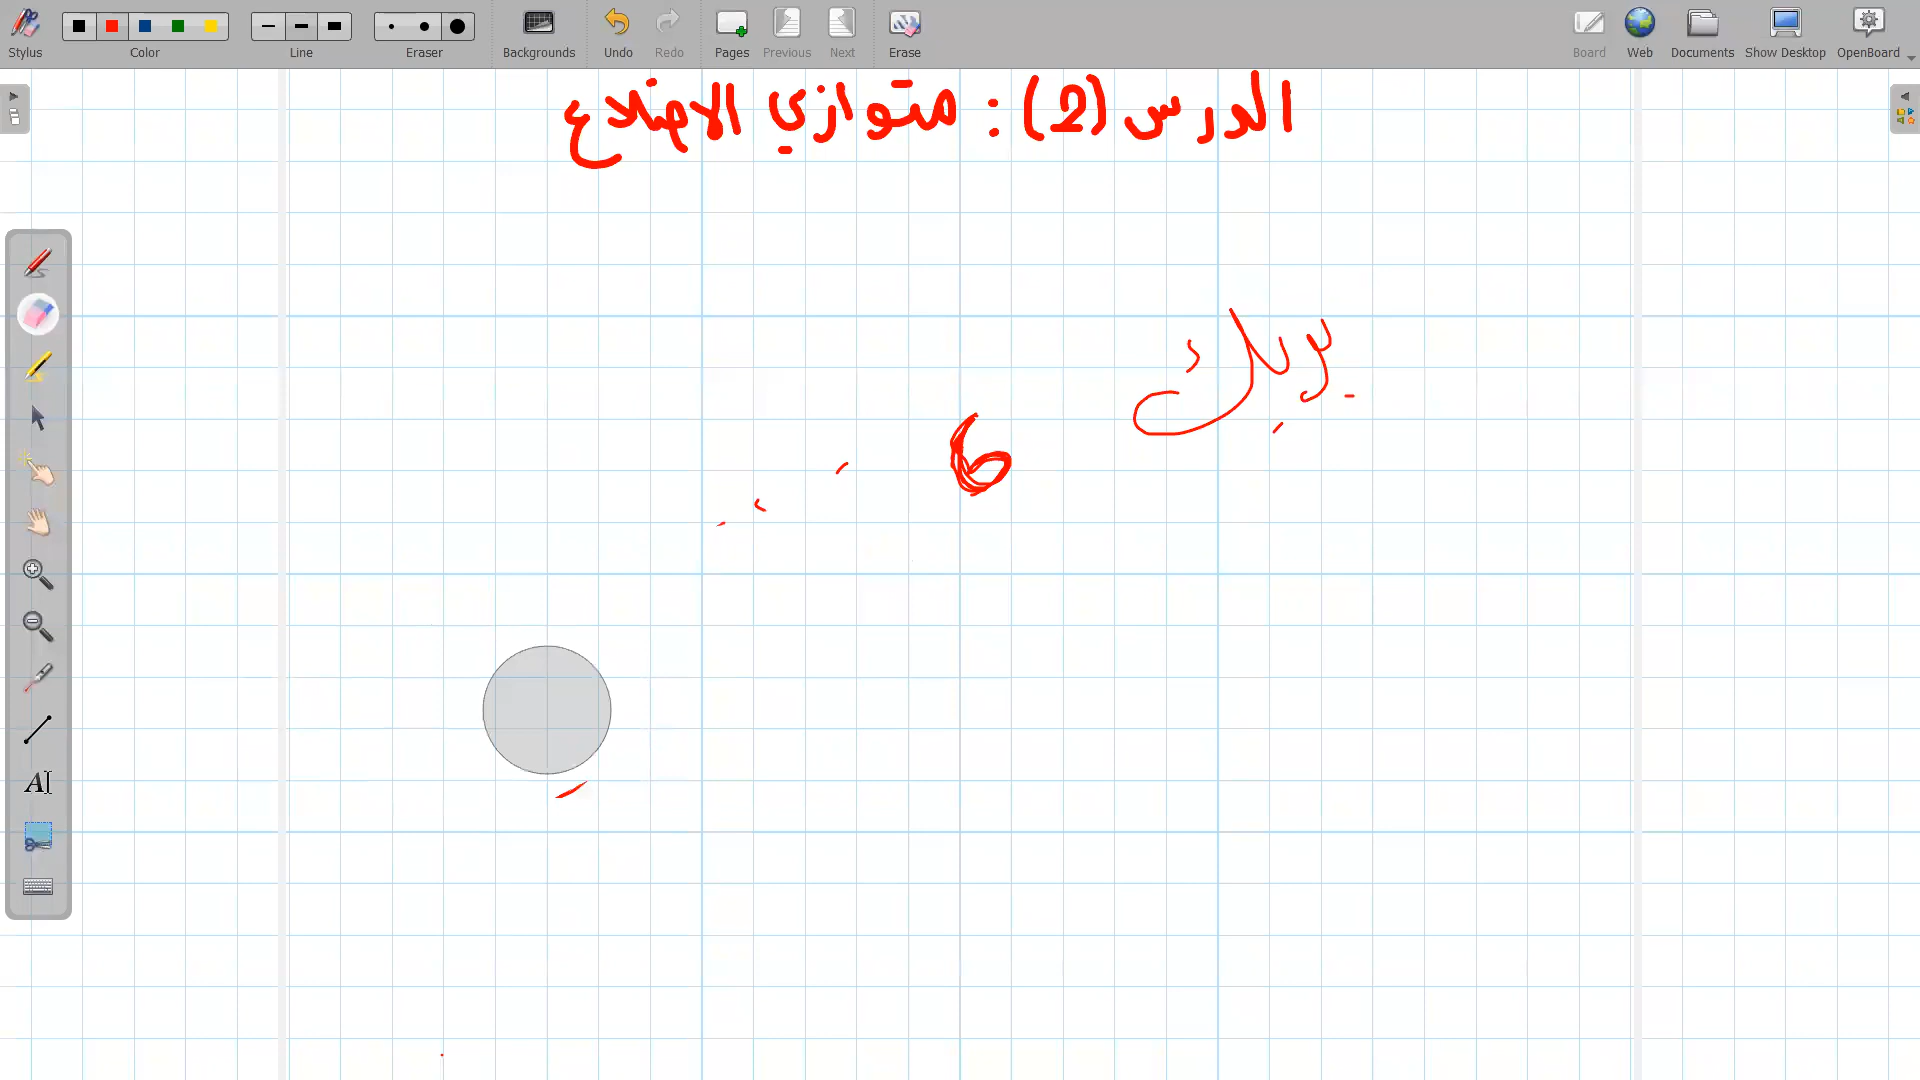 Stylus Color Line Eraser Backgrounds Undo Redo Pages Previous Next Erase Board Web Documents Show Desktop OpenBoard
الدرس (2) : متوازي الاضلاع
6
A